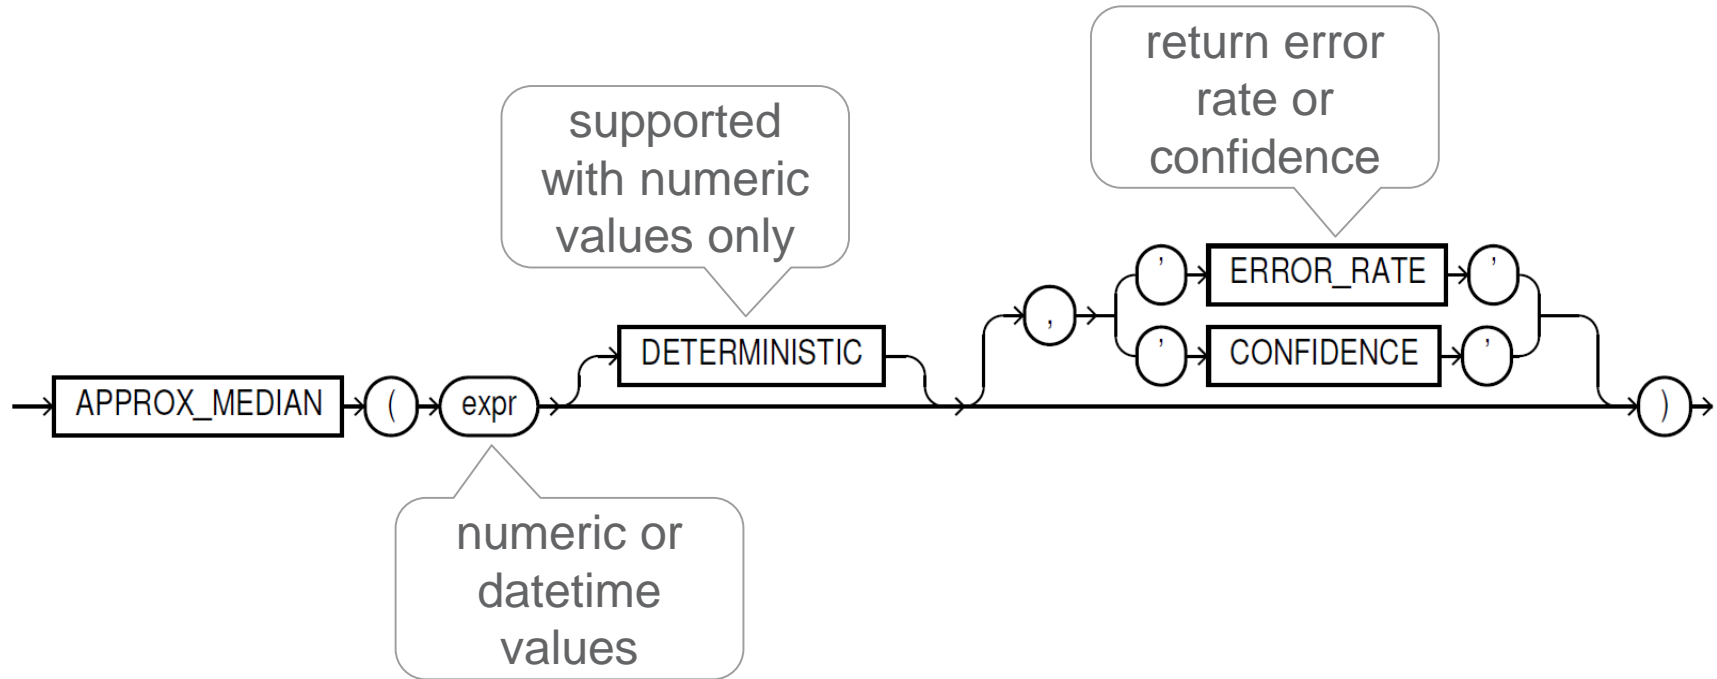 return error
rate or
confidence
supported
with numeric
values only
, ' ERROR_RATE '
' CONFIDENCE '
DETERMINISTIC
APPROX_MEDIAN ( expr )
numeric or
datetime
values